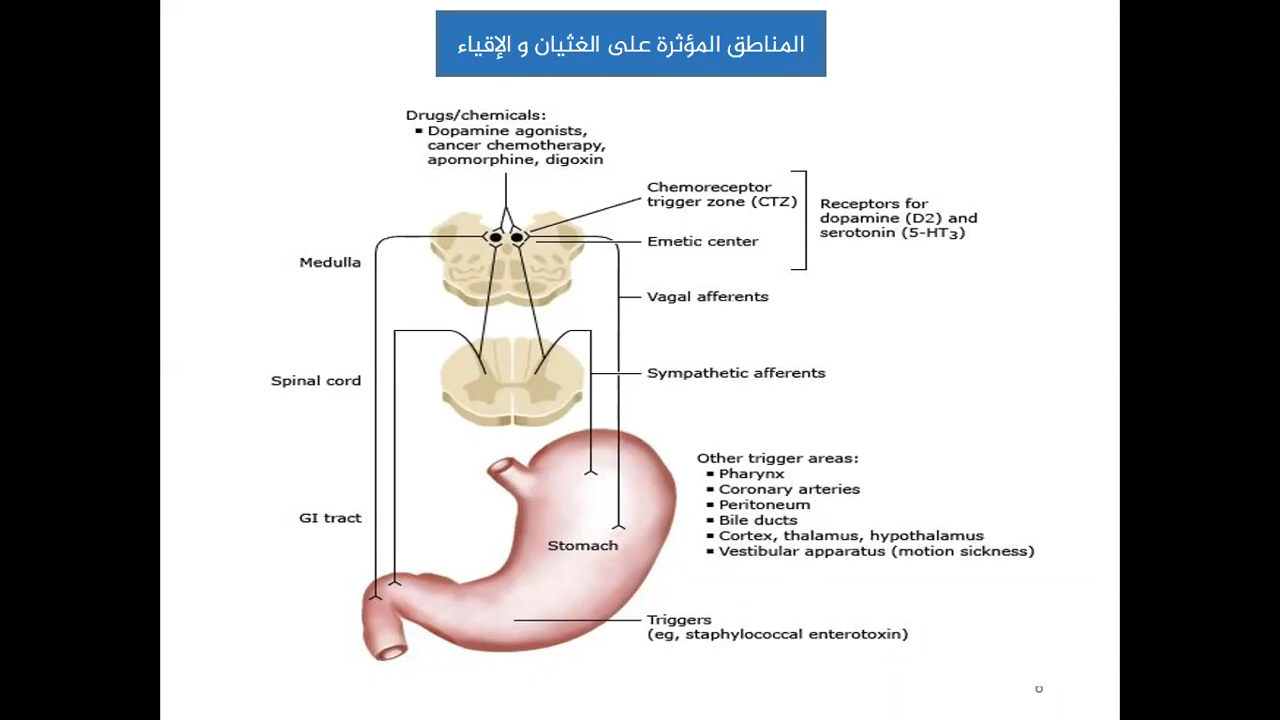 المناطق المؤثرة على الغثيان و الإقياء
Drugs/chemicals:
▪ Dopamine agonists,
cancer chemotherapy,
apomorphine, digoxin
Chemoreceptor
trigger zone (CTZ)
Receptors for
dopamine (D2) and
serotonin (5-HT3)
Emetic center
Medulla
Vagal afferents
Sympathetic afferents
Spinal cord
Other trigger areas:
▪ Pharynx
▪ Coronary arteries
▪ Peritoneum
▪ Bile ducts
▪ Cortex, thalamus, hypothalamus
▪ Vestibular apparatus (motion sickness)
GI tract
Stomach
Triggers
(eg, staphylococcal enterotoxin)